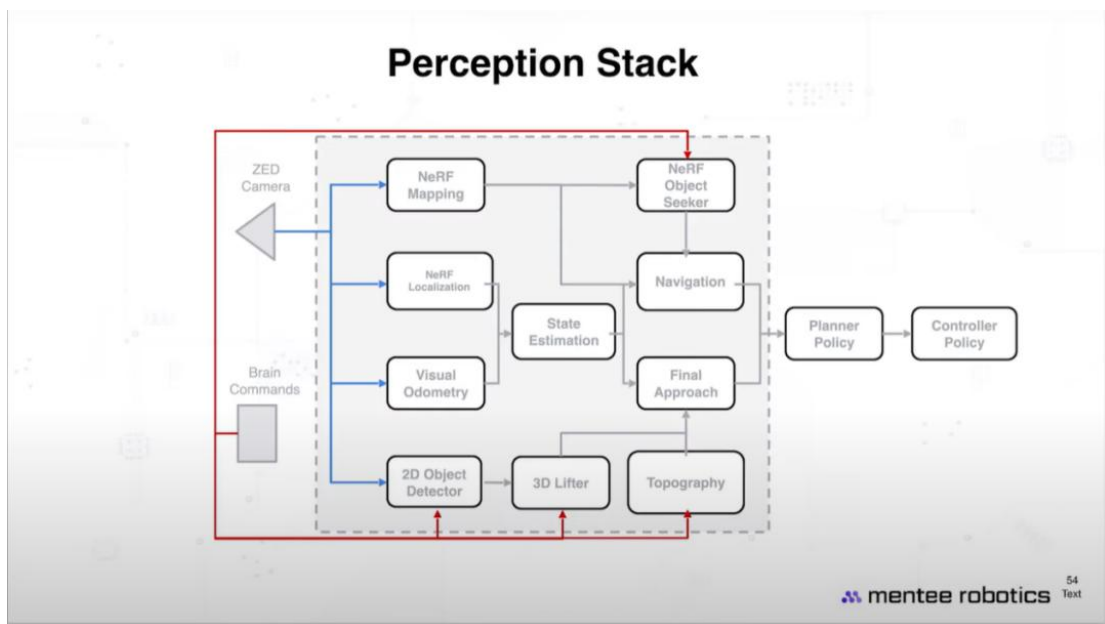 Perception Stack
ZED
Camera
NeRF
Mapping
NeRF
Object
Seeker
NeRF
Localization
Navigation
State
Estimation
Planner
Policy
Controller
Policy
Brain
Commands
Visual
Odometry
Final
Approach
2D Object
Detector
3D Lifter
Topography
mentee robotics
54
Text